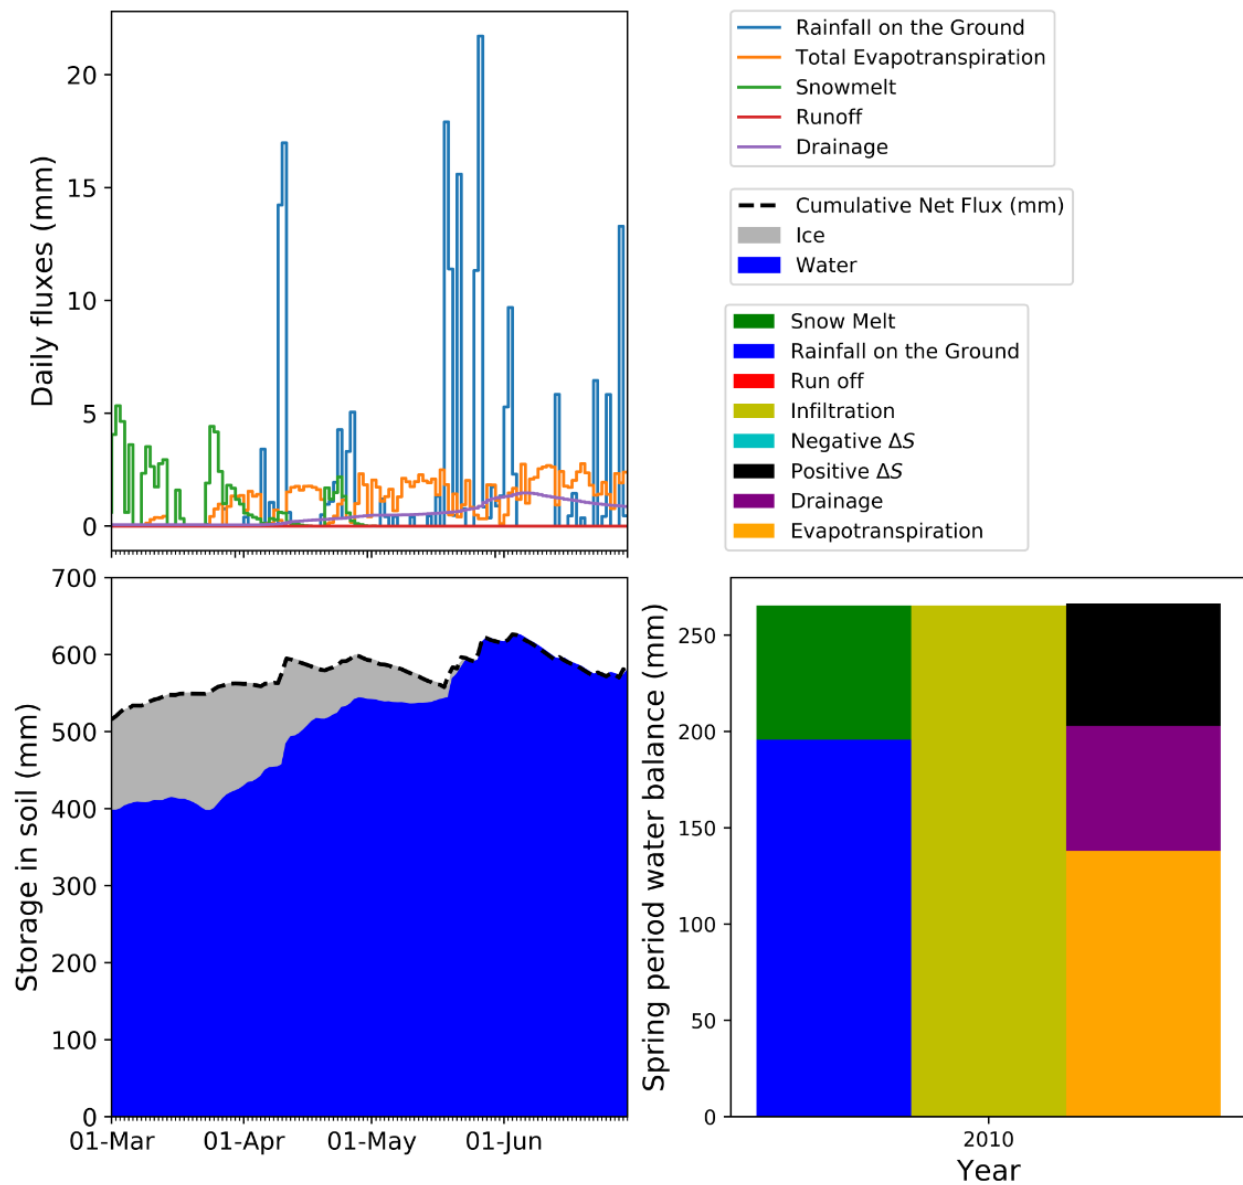 Daily fluxes (mm)
20
15
10
5
0
Rainfall on the Ground
Total Evapotranspiration
Snowmelt
Runoff
Drainage
Cumulative Net Flux (mm)
Ice
Water
Snow Melt
Rainfall on the Ground
Run off
Infiltration
Negative ΔS
Positive ΔS
Drainage
Evapotranspiration
Storage in soil (mm)
700
600
500
400
300
200
100
0
01-Mar
01-Apr
01-May
01-Jun
Spring period water balance (mm)
250
200
150
100
50
0
2010
Year